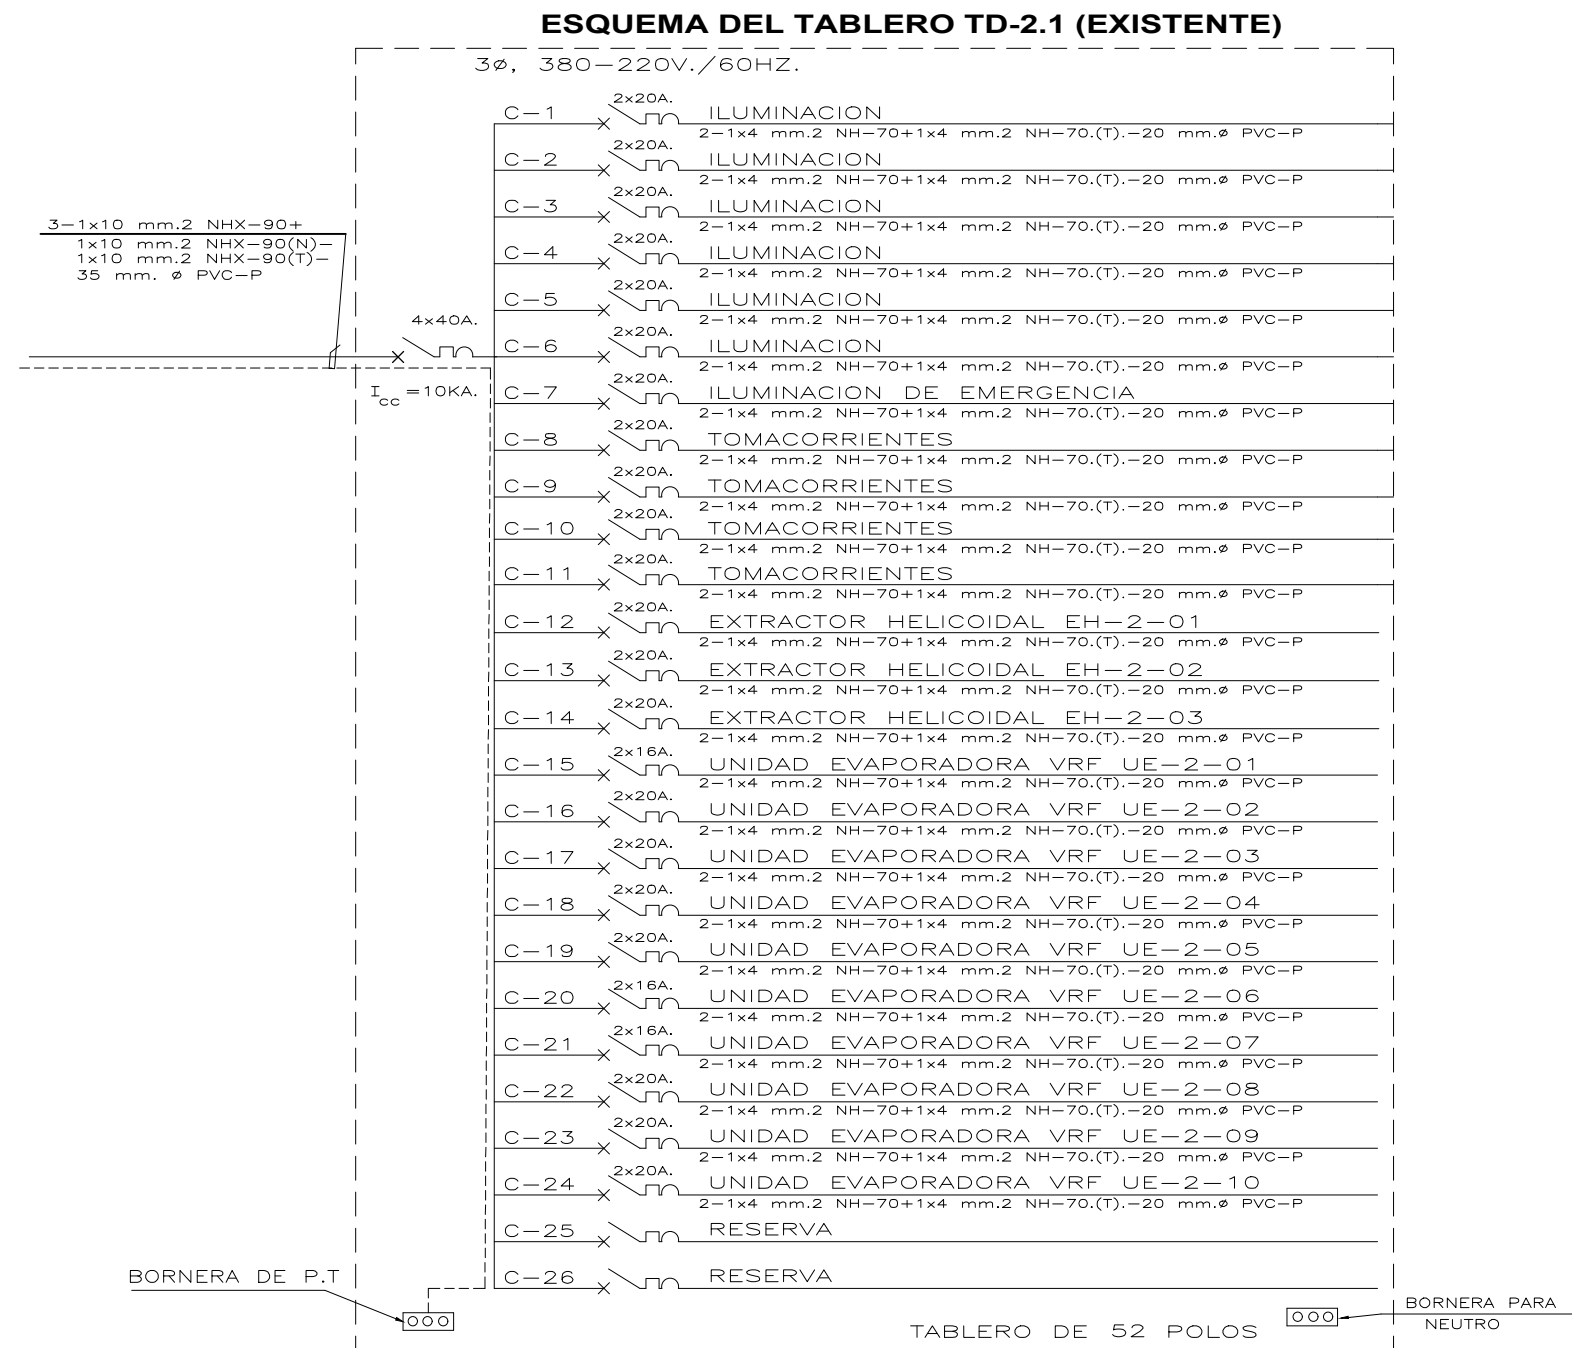 ESQUEMA DEL TABLERO TD-2.1 (EXISTENTE)
3ø, 380-220V./60HZ.
3-1x10 mm.2 NHX-90+
1x10 mm.2 NHX-90(N)-
1x10 mm.2 NHX-90(T)-
35 mm. ø PVC-P
4x40A.
Icc=10KA.
C-1 2x20A. ILUMINACION
2-1x4 mm.2 NH-70+1x4 mm.2 NH-70.(T).-20 mm.ø PVC-P
C-2 2x20A. ILUMINACION
2-1x4 mm.2 NH-70+1x4 mm.2 NH-70.(T).-20 mm.ø PVC-P
C-3 2x20A. ILUMINACION
2-1x4 mm.2 NH-70+1x4 mm.2 NH-70.(T).-20 mm.ø PVC-P
C-4 2x20A. ILUMINACION
2-1x4 mm.2 NH-70+1x4 mm.2 NH-70.(T).-20 mm.ø PVC-P
C-5 2x20A. ILUMINACION
2-1x4 mm.2 NH-70+1x4 mm.2 NH-70.(T).-20 mm.ø PVC-P
C-6 2x20A. ILUMINACION
2-1x4 mm.2 NH-70+1x4 mm.2 NH-70.(T).-20 mm.ø PVC-P
C-7 2x20A. ILUMINACION DE EMERGENCIA
2-1x4 mm.2 NH-70+1x4 mm.2 NH-70.(T).-20 mm.ø PVC-P
C-8 2x20A. TOMACORRIENTES
2-1x4 mm.2 NH-70+1x4 mm.2 NH-70.(T).-20 mm.ø PVC-P
C-9 2x20A. TOMACORRIENTES
2-1x4 mm.2 NH-70+1x4 mm.2 NH-70.(T).-20 mm.ø PVC-P
C-10 2x20A. TOMACORRIENTES
2-1x4 mm.2 NH-70+1x4 mm.2 NH-70.(T).-20 mm.ø PVC-P
C-11 2x20A. TOMACORRIENTES
2-1x4 mm.2 NH-70+1x4 mm.2 NH-70.(T).-20 mm.ø PVC-P
C-12 2x20A. EXTRACTOR HELICOIDAL EH-2-01
2-1x4 mm.2 NH-70+1x4 mm.2 NH-70.(T).-20 mm.ø PVC-P
C-13 2x20A. EXTRACTOR HELICOIDAL EH-2-02
2-1x4 mm.2 NH-70+1x4 mm.2 NH-70.(T).-20 mm.ø PVC-P
C-14 2x20A. EXTRACTOR HELICOIDAL EH-2-03
2-1x4 mm.2 NH-70+1x4 mm.2 NH-70.(T).-20 mm.ø PVC-P
C-15 2x16A. UNIDAD EVAPORADORA VRF UE-2-01
2-1x4 mm.2 NH-70+1x4 mm.2 NH-70.(T).-20 mm.ø PVC-P
C-16 2x20A. UNIDAD EVAPORADORA VRF UE-2-02
2-1x4 mm.2 NH-70+1x4 mm.2 NH-70.(T).-20 mm.ø PVC-P
C-17 2x20A. UNIDAD EVAPORADORA VRF UE-2-03
2-1x4 mm.2 NH-70+1x4 mm.2 NH-70.(T).-20 mm.ø PVC-P
C-18 2x20A. UNIDAD EVAPORADORA VRF UE-2-04
2-1x4 mm.2 NH-70+1x4 mm.2 NH-70.(T).-20 mm.ø PVC-P
C-19 2x20A. UNIDAD EVAPORADORA VRF UE-2-05
2-1x4 mm.2 NH-70+1x4 mm.2 NH-70.(T).-20 mm.ø PVC-P
C-20 2x16A. UNIDAD EVAPORADORA VRF UE-2-06
2-1x4 mm.2 NH-70+1x4 mm.2 NH-70.(T).-20 mm.ø PVC-P
C-21 2x16A. UNIDAD EVAPORADORA VRF UE-2-07
2-1x4 mm.2 NH-70+1x4 mm.2 NH-70.(T).-20 mm.ø PVC-P
C-22 2x20A. UNIDAD EVAPORADORA VRF UE-2-08
2-1x4 mm.2 NH-70+1x4 mm.2 NH-70.(T).-20 mm.ø PVC-P
C-23 2x20A. UNIDAD EVAPORADORA VRF UE-2-09
2-1x4 mm.2 NH-70+1x4 mm.2 NH-70.(T).-20 mm.ø PVC-P
C-24 2x20A. UNIDAD EVAPORADORA VRF UE-2-10
2-1x4 mm.2 NH-70+1x4 mm.2 NH-70.(T).-20 mm.ø PVC-P
C-25 RESERVA
C-26 RESERVA
BORNERA DE P.T
BORNERA PARA
NEUTRO
TABLERO DE 52 POLOS